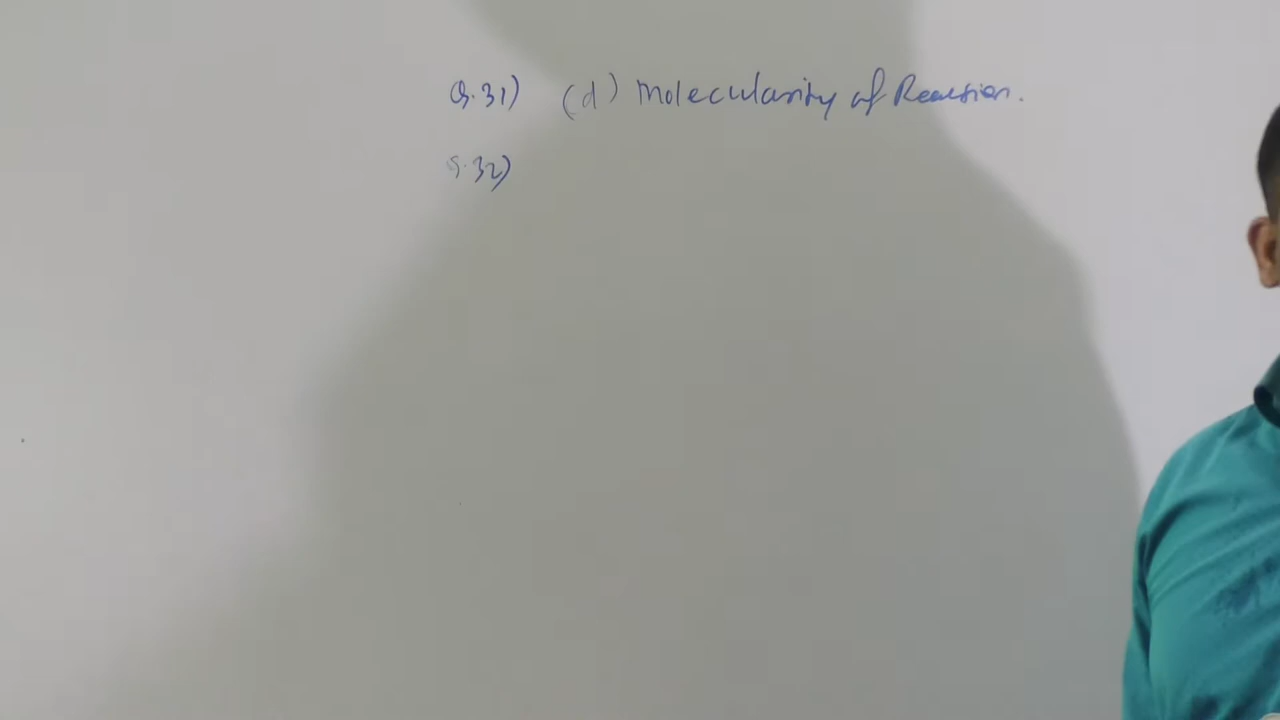 Q.31) (d) Molecularity of Reaction.
Q.32)